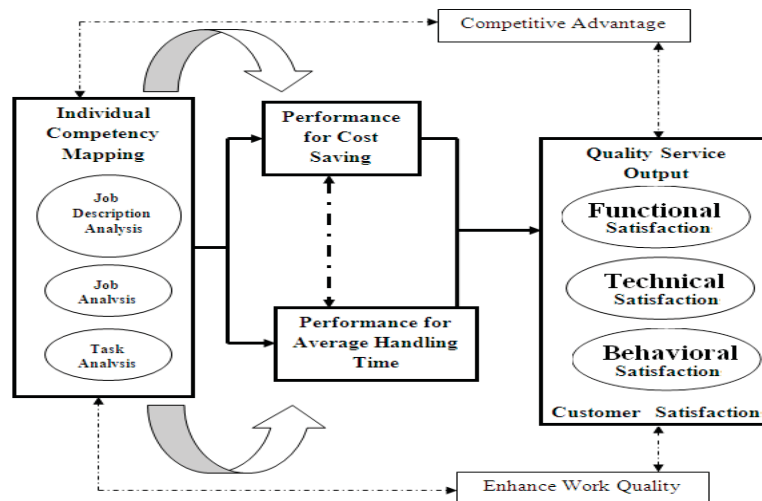 Competitive Advantage
Individual
Competency
Mapping
Job
Description
Analysis
Job
Analysis
Task
Analysis
Performance
for Cost
Saving
Performance for
Average Handling
Time
Quality Service
Output
Functional
Satisfaction
Technical
Satisfaction
Behavioral
Satisfaction
Customer Satisfaction
Enhance Work Quality